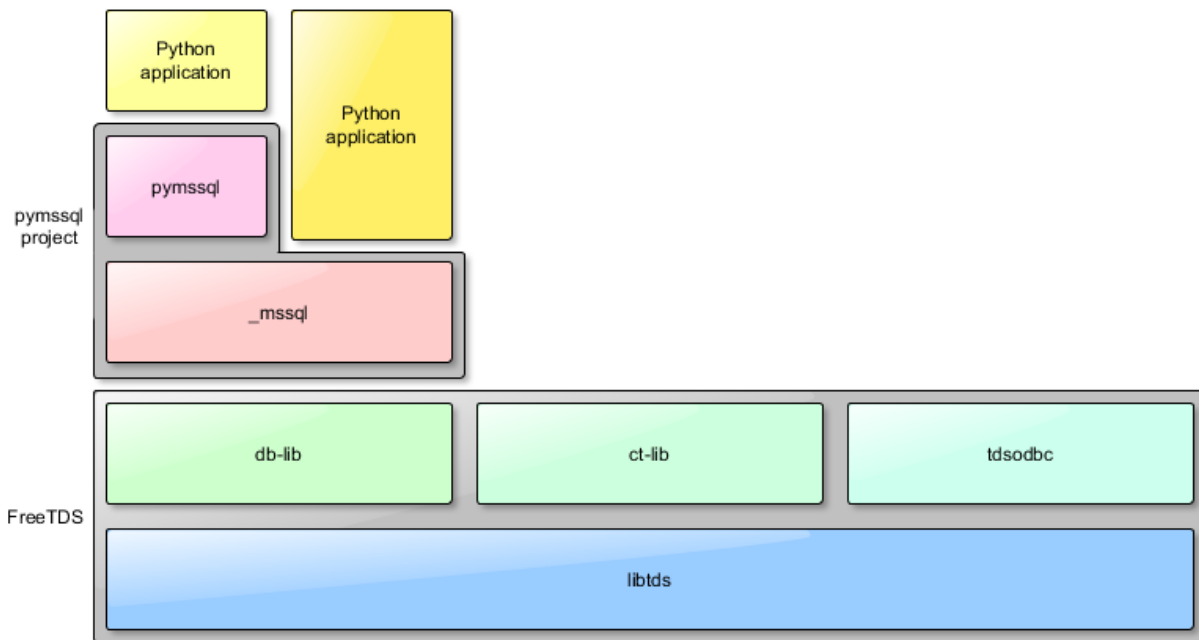 Python
application
Python
application
pymssql
pymssql
project
_mssql
db-lib
ct-lib
tdsodbc
FreeTDS
libtds